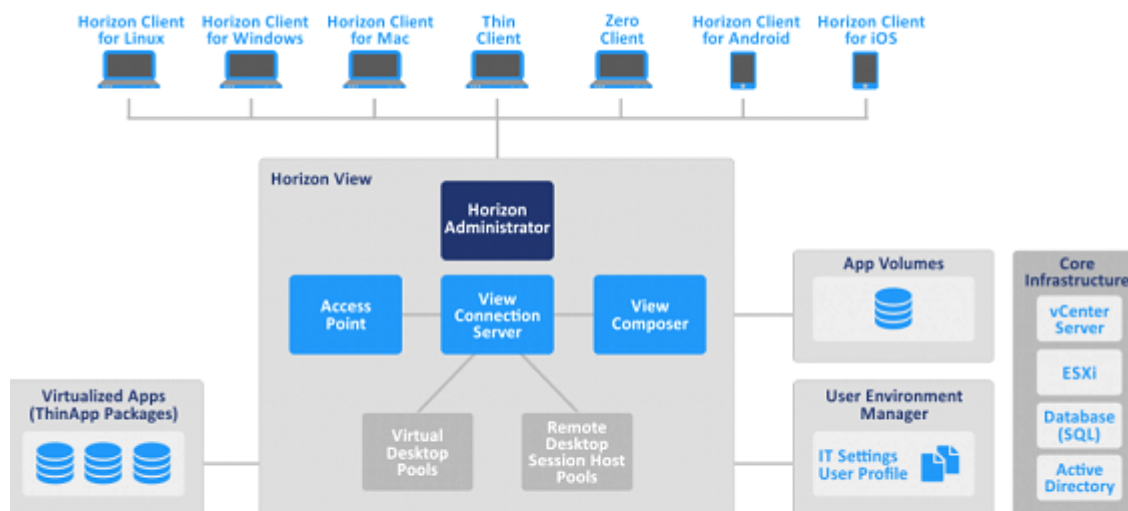 Horizon Client
for Linux
Horizon Client
for Windows
Horizon Client
for Mac
Thin
Client
Zero
Client
Horizon Client
for Android
Horizon Client
for iOS
Horizon View
Horizon
Administrator
Access
Point
View
Connection
Server
View
Composer
Virtual
Desktop
Pools
Remote
Desktop
Session Host
Pools
Virtualized Apps
(ThinApp Packages)
App Volumes
User Environment
Manager
IT Settings
User Profile
Core
Infrastructure
vCenter
Server
ESXi
Database
(SQL)
Active
Directory